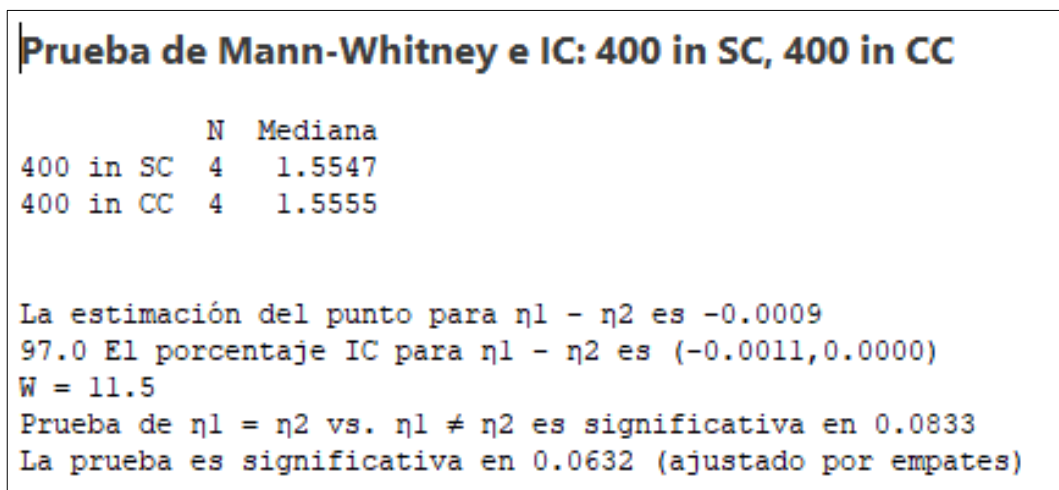 Prueba de Mann-Whitney e IC: 400 in SC, 400 in CC
N Mediana
400 in SC 4 1.5547
400 in CC 4 1.5555
La estimación del punto para η1 - η2 es -0.0009
97.0 El porcentaje IC para η1 - η2 es (-0.0011,0.0000)
W = 11.5
Prueba de η1 = η2 vs. η1 ≠ η2 es significativa en 0.0833
La prueba es significativa en 0.0632 (ajustado por empates)